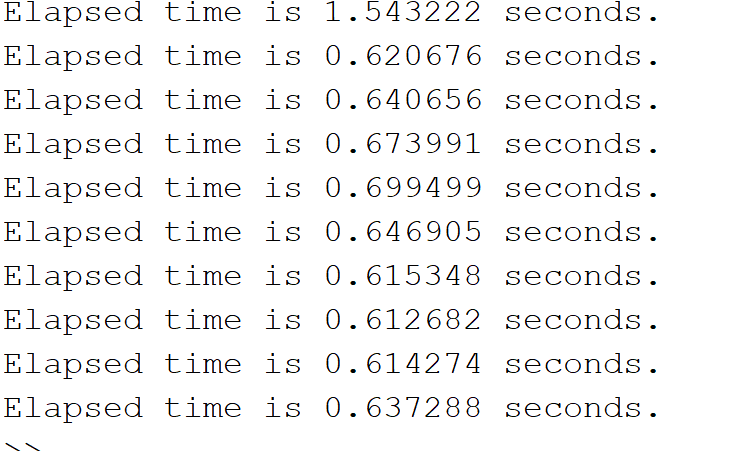 Elapsed time is 1.543222 seconds.
Elapsed time is 0.620676 seconds.
Elapsed time is 0.640656 seconds.
Elapsed time is 0.673991 seconds.
Elapsed time is 0.699499 seconds.
Elapsed time is 0.646905 seconds.
Elapsed time is 0.615348 seconds.
Elapsed time is 0.612682 seconds.
Elapsed time is 0.614274 seconds.
Elapsed time is 0.637288 seconds.
>>